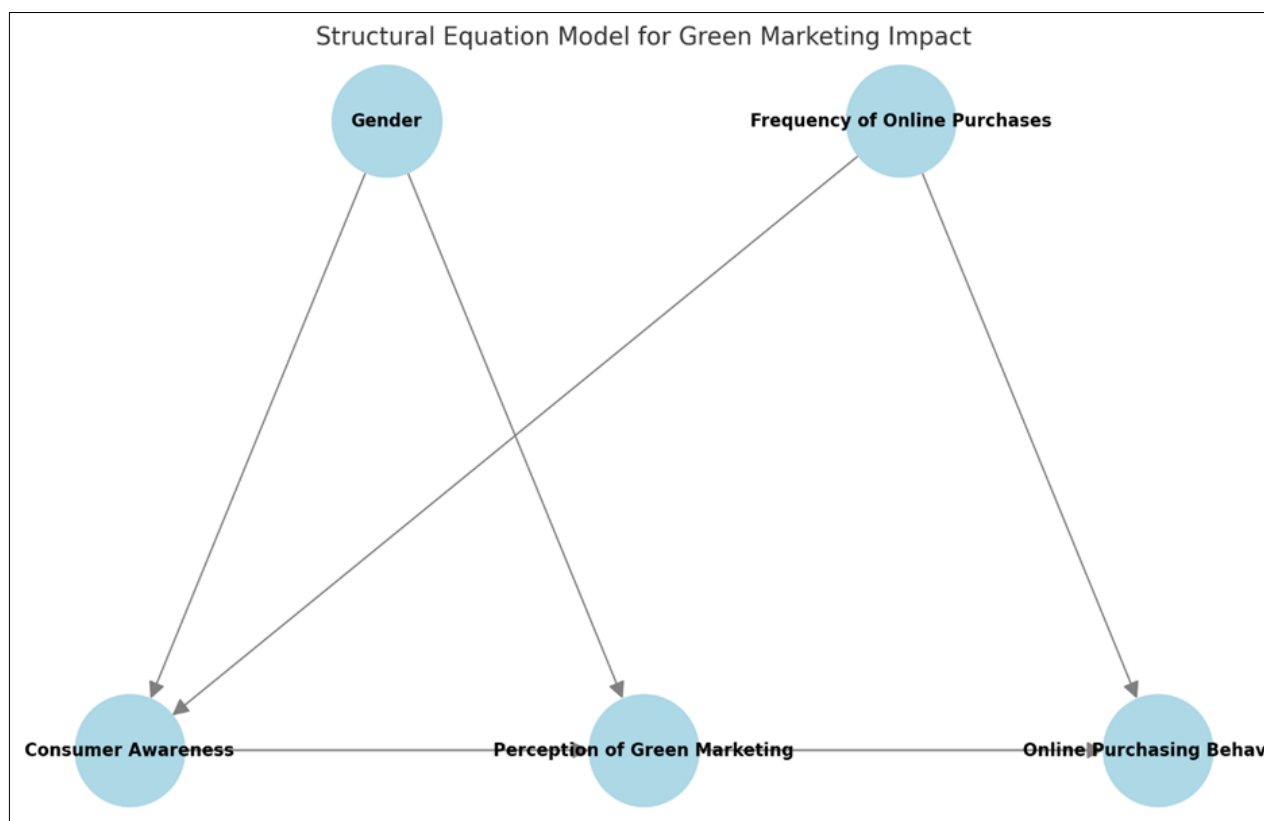 Structural Equation Model for Green Marketing Impact
Gender
Frequency of Online Purchases
Consumer Awareness
Perception of Green Marketing
Online Purchasing Behav